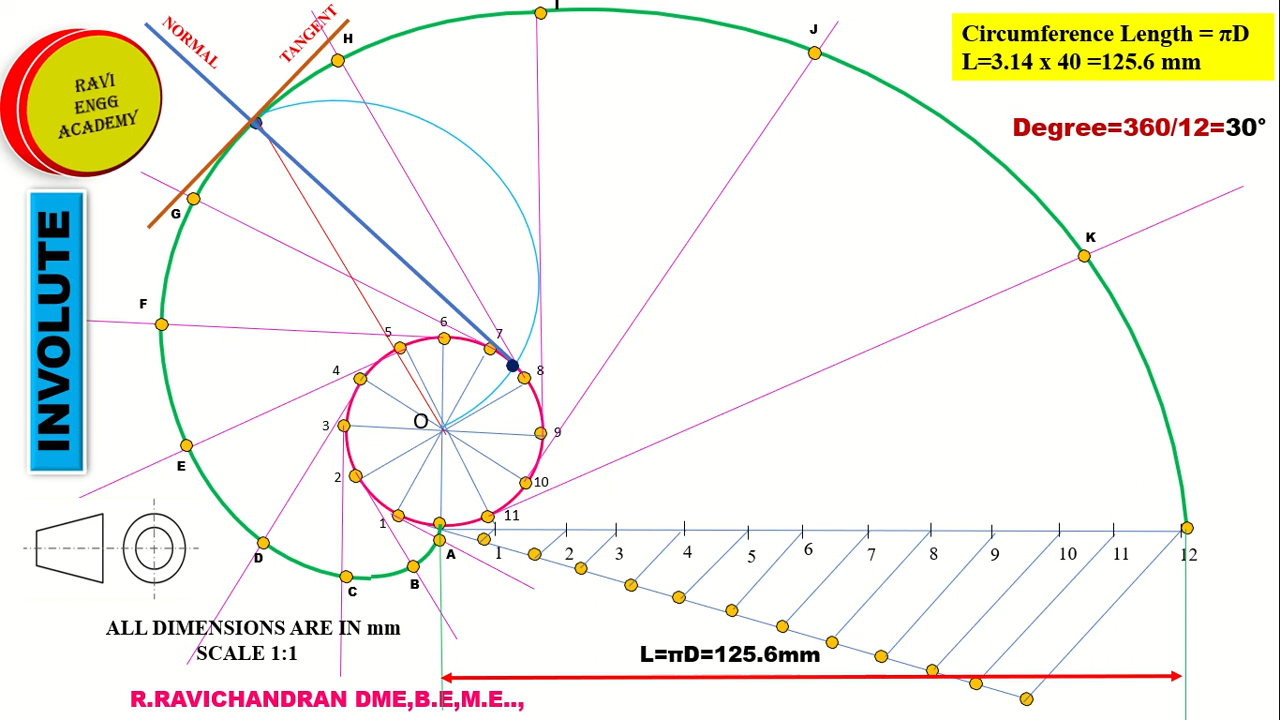 RAVI
ENGG
ACADEMY
INVOLUTE
NORMAL
TANGENT
Circumference Length = πD
L=3.14 x 40 =125.6 mm
Degree=360/12=30°
H
I
J
G
K
F
E
D
C
B
A
O
1
2
3
4
5
6
7
8
9
10
11
1 2 3 4 5 6 7 8 9 10 11 12
ALL DIMENSIONS ARE IN mm
SCALE 1:1
L=πD=125.6mm
R.RAVICHANDRAN DME,B.E,M.E..,